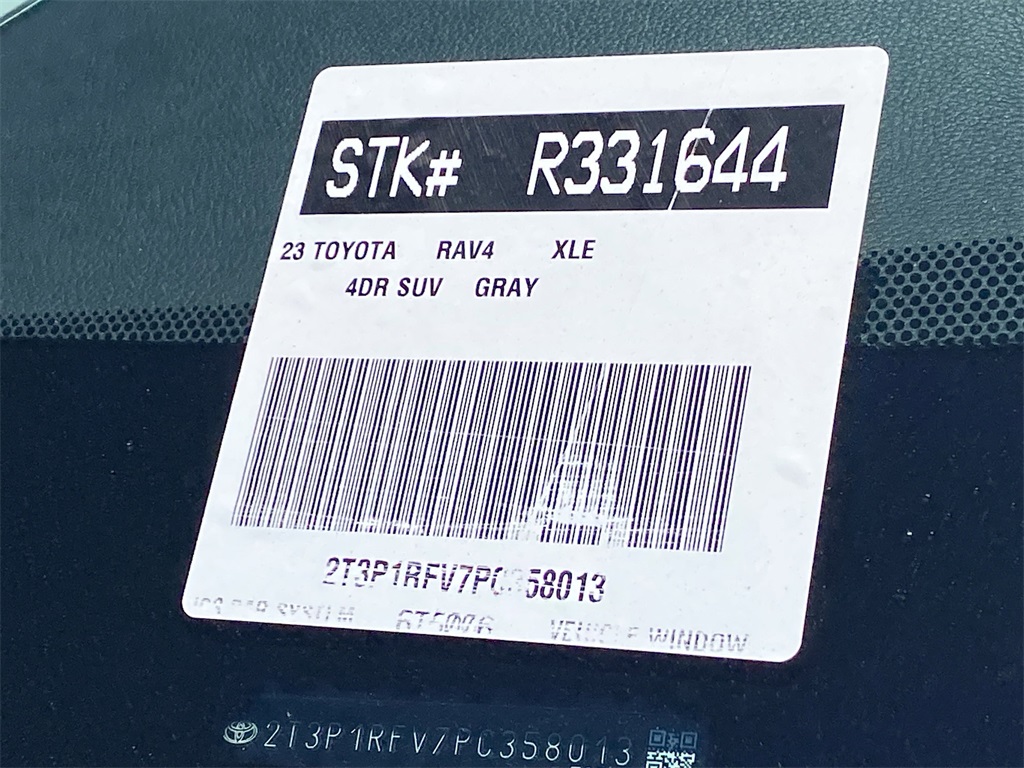 STK# R331644
23 TOYOTA RAV4 XLE
4DR SUV GRAY
2T3P1RFV7PC358013
VEHICLE WINDOW
2T3P1RFV7PC358013